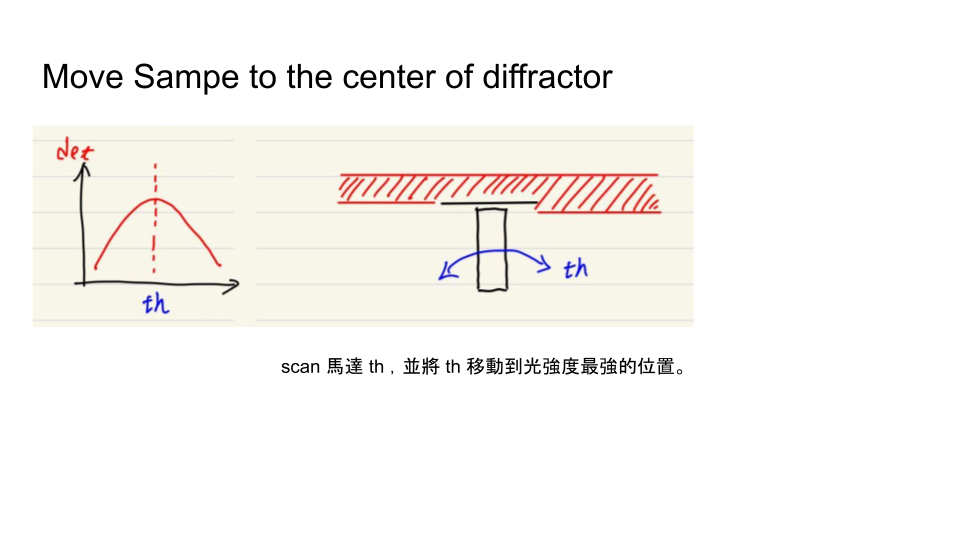 Move Sampe to the center of diffractor
det
th
th
scan 馬達 th，並將 th 移動到光強度最強的位置。